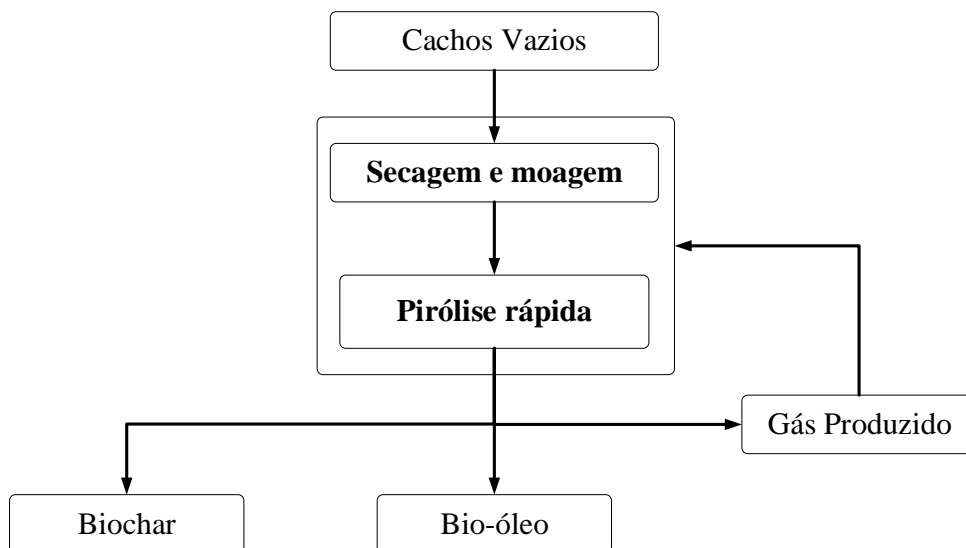 Cachos Vazios
Secagem e moagem
Pirólise rápida
Gás Produzido
Biochar
Bio-óleo